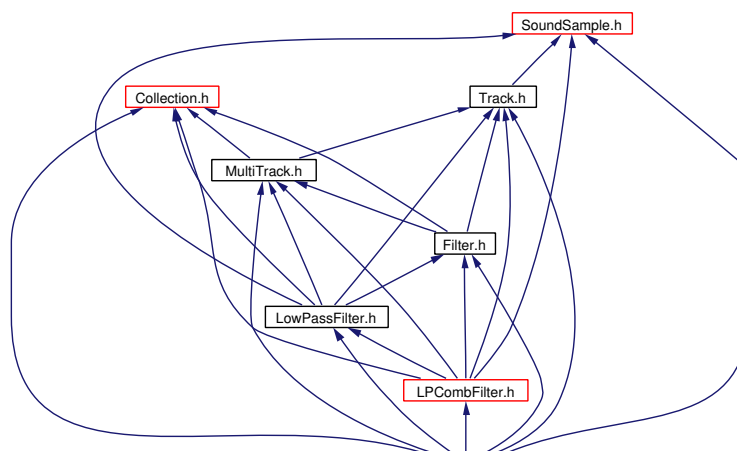 SoundSample.h
Collection.h
Track.h
MultiTrack.h
Filter.h
LowPassFilter.h
LPCombFilter.h